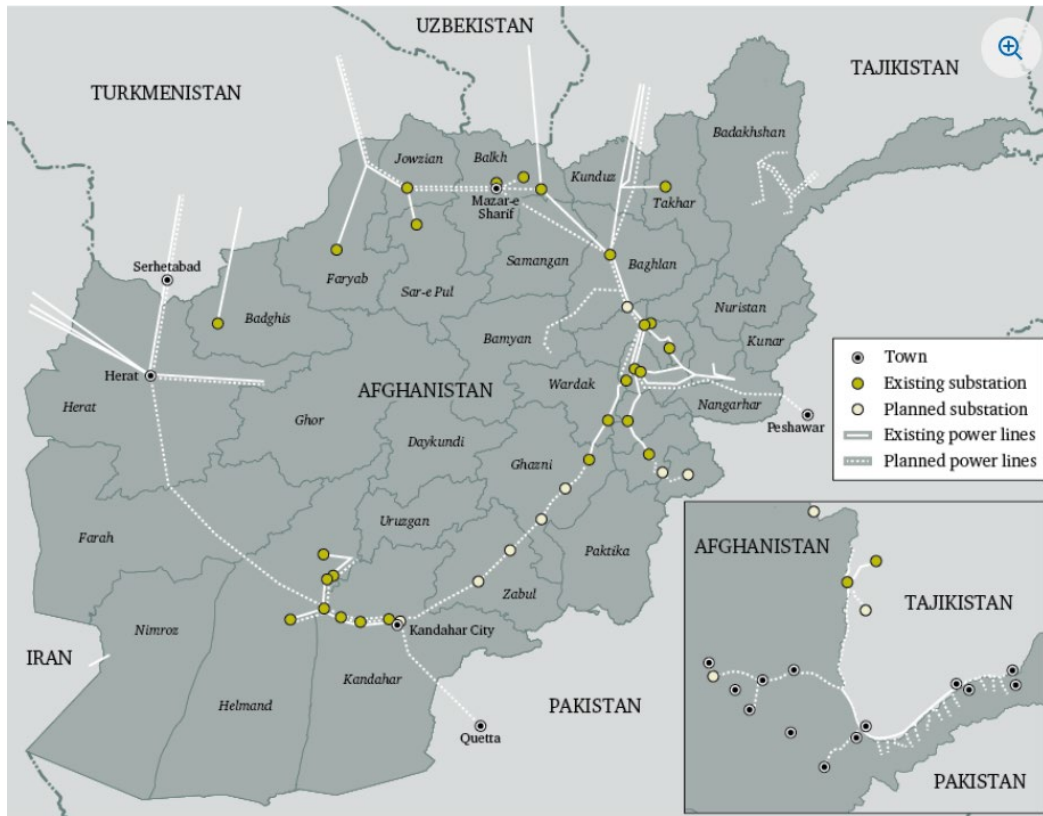 UZBEKISTAN
TAJIKISTAN
TURKMENISTAN
Badakhshan
Jowzjan
Balkh
Kunduz
Mazar-e
Sharif
Takhar
Serhetabad
Faryab
Samangan
Baghlan
Sar-e Pul
Badghis
Nuristan
Bamyan
Kunar
Herat
AFGHANISTAN
Wardak
Nangarhar
Herat
Ghor
Peshawar
Daykundi
Ghazni
Town
Existing substation
Planned substation
Existing power lines
Planned power lines
Uruzgan
Farah
Paktika
Zabul
Nimroz
Kandahar City
IRAN
Kandahar
Helmand
PAKISTAN
Quetta
AFGHANISTAN
TAJIKISTAN
PAKISTAN